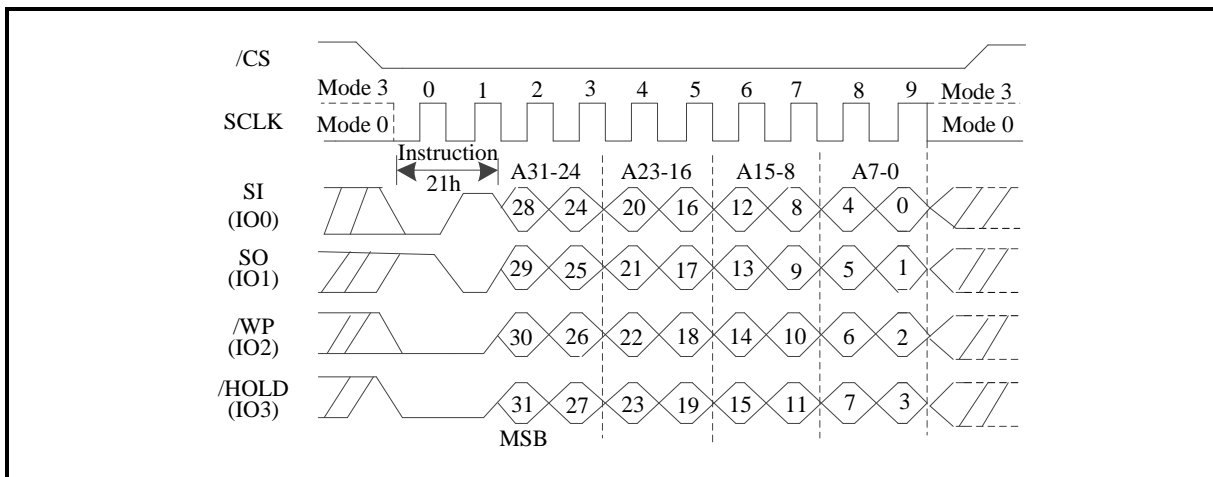 /CS
Mode 3 0 1 2 3 4 5 6 7 8 9 Mode 3
SCLK Mode 0 Mode 0
Instruction
21h A31-24 A23-16 A15-8 A7-0
SI
(IO0) 28 24 20 16 12 8 4 0
SO
(IO1) 29 25 21 17 13 9 5 1
/WP
(IO2) 30 26 22 18 14 10 6 2
/HOLD
(IO3) 31 27 23 19 15 11 7 3
MSB